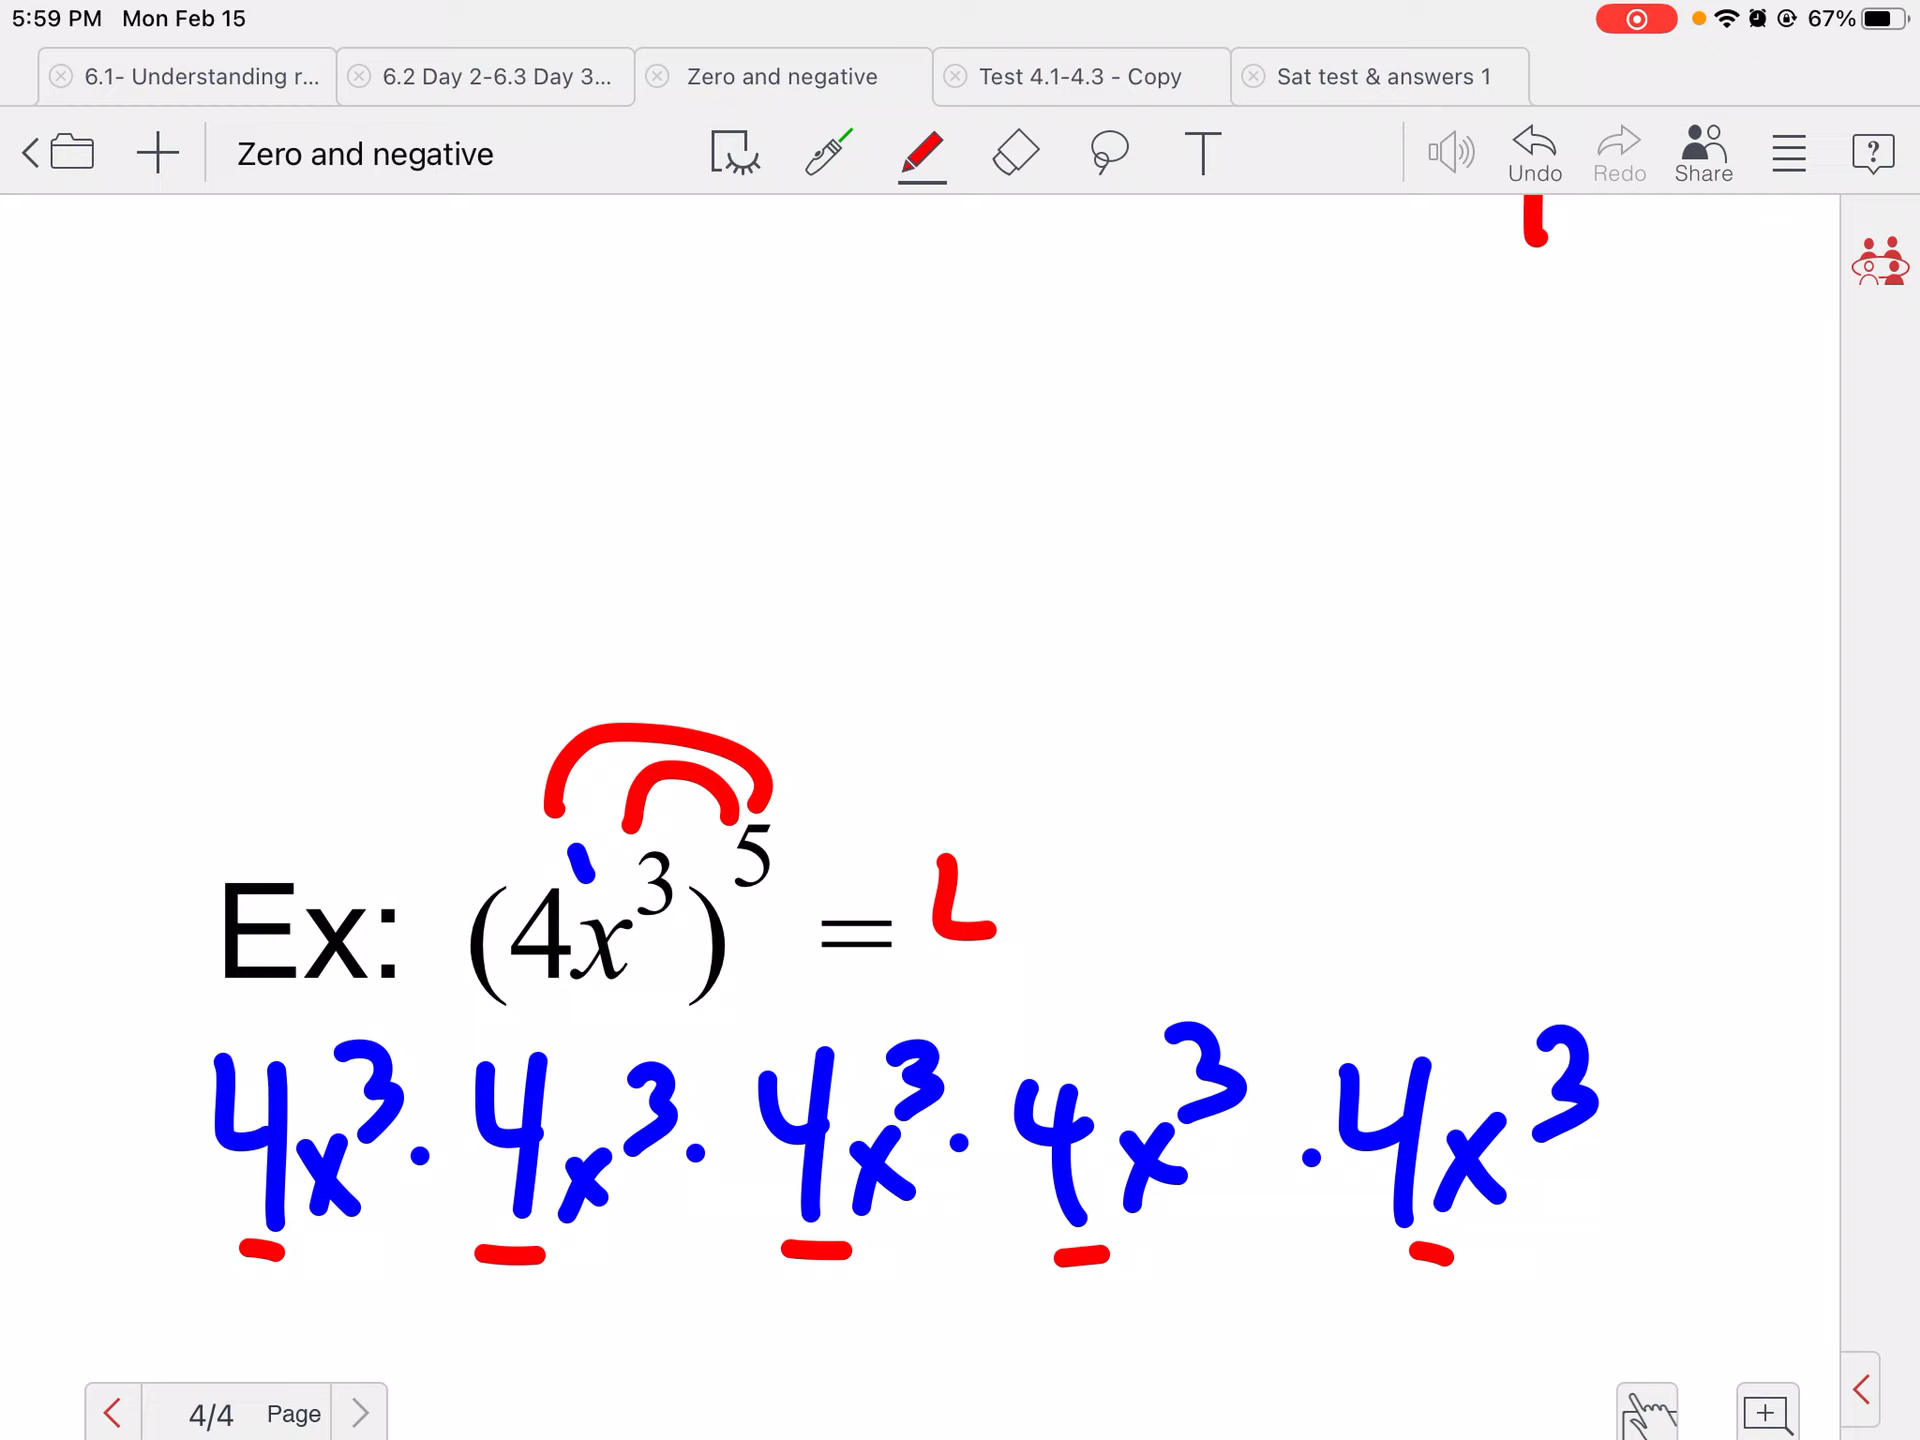 5:59 PM Mon Feb 15 67%
6.1- Understanding r... 6.2 Day 2-6.3 Day 3... Zero and negative Test 4.1-4.3 - Copy Sat test & answers 1
Zero and negative T Undo Redo Share ?
Ex: (4x³)⁵ =
4x³ · 4x³ · 4x³ · 4x³ · 4x³
4/4 Page